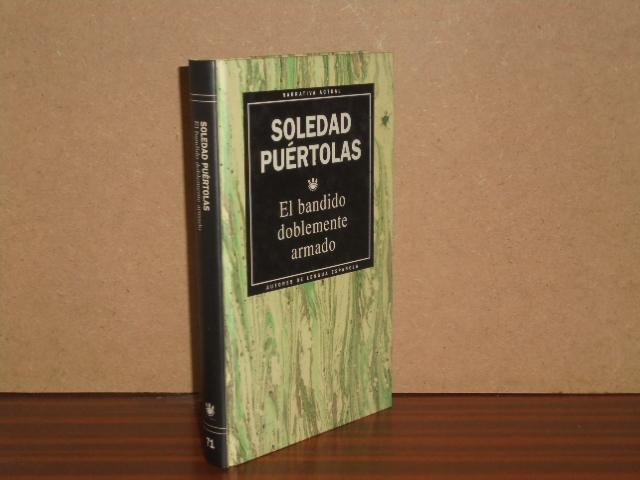 NARRATIVA ACTUAL
SOLEDAD
PUÉRTOLAS
El bandido
doblemente
armado
AUTORES DE LENGUA ESPAÑOLA
SOLEDAD PUÉRTOLAS
El bandido doblemente armado
71